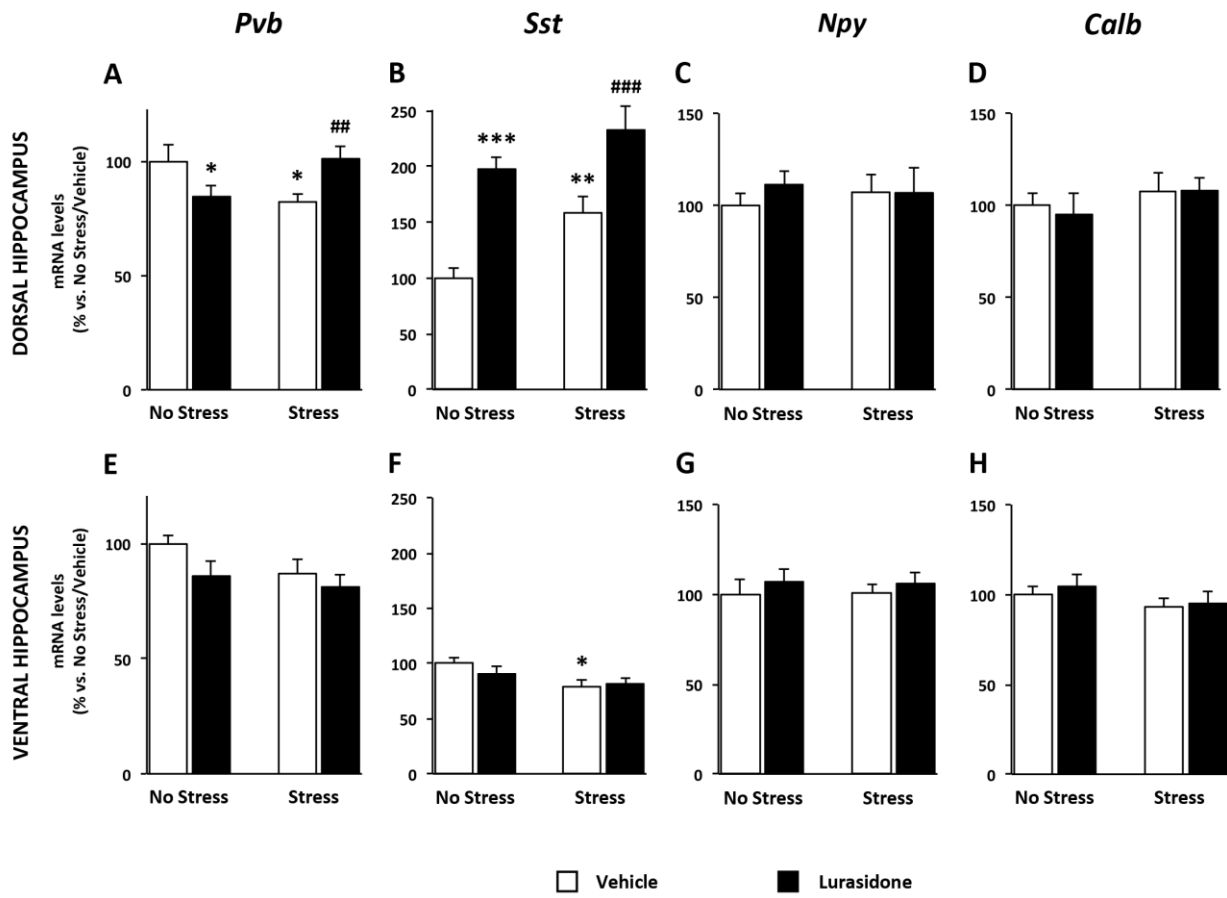 Pvb Sst Npy Calb
DORSAL HIPPOCAMPUS
mRNA levels
(% vs. No Stress/Vehicle)
A
* * ##
100
50
0
No Stress Stress
B
*** ** ###
250
200
150
100
50
0
No Stress Stress
C
150
100
50
0
No Stress Stress
D
150
100
50
0
No Stress Stress
VENTRAL HIPPOCAMPUS
mRNA levels
(% vs. No Stress/Vehicle)
E
100
50
0
No Stress Stress
F
*
250
200
150
100
50
0
No Stress Stress
G
150
100
50
0
No Stress Stress
H
150
100
50
0
No Stress Stress
Vehicle Lurasidone